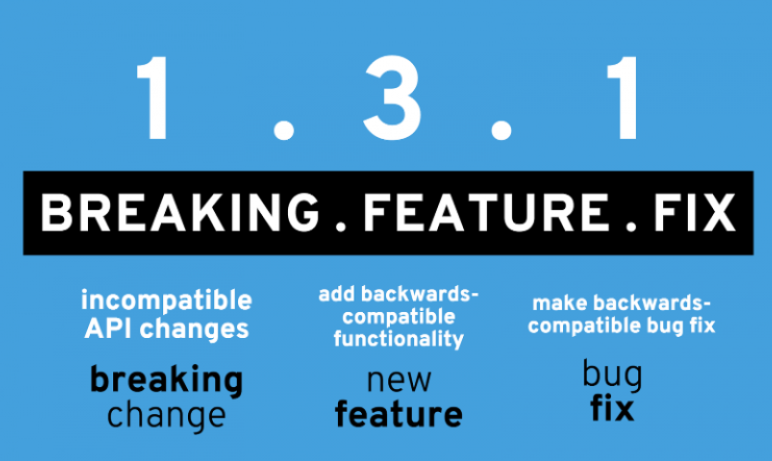 1 . 3 . 1
BREAKING . FEATURE . FIX
incompatible
API changes
breaking
change
add backwards-
compatible
functionality
new
feature
make backwards-
compatible bug fix
bug
fix